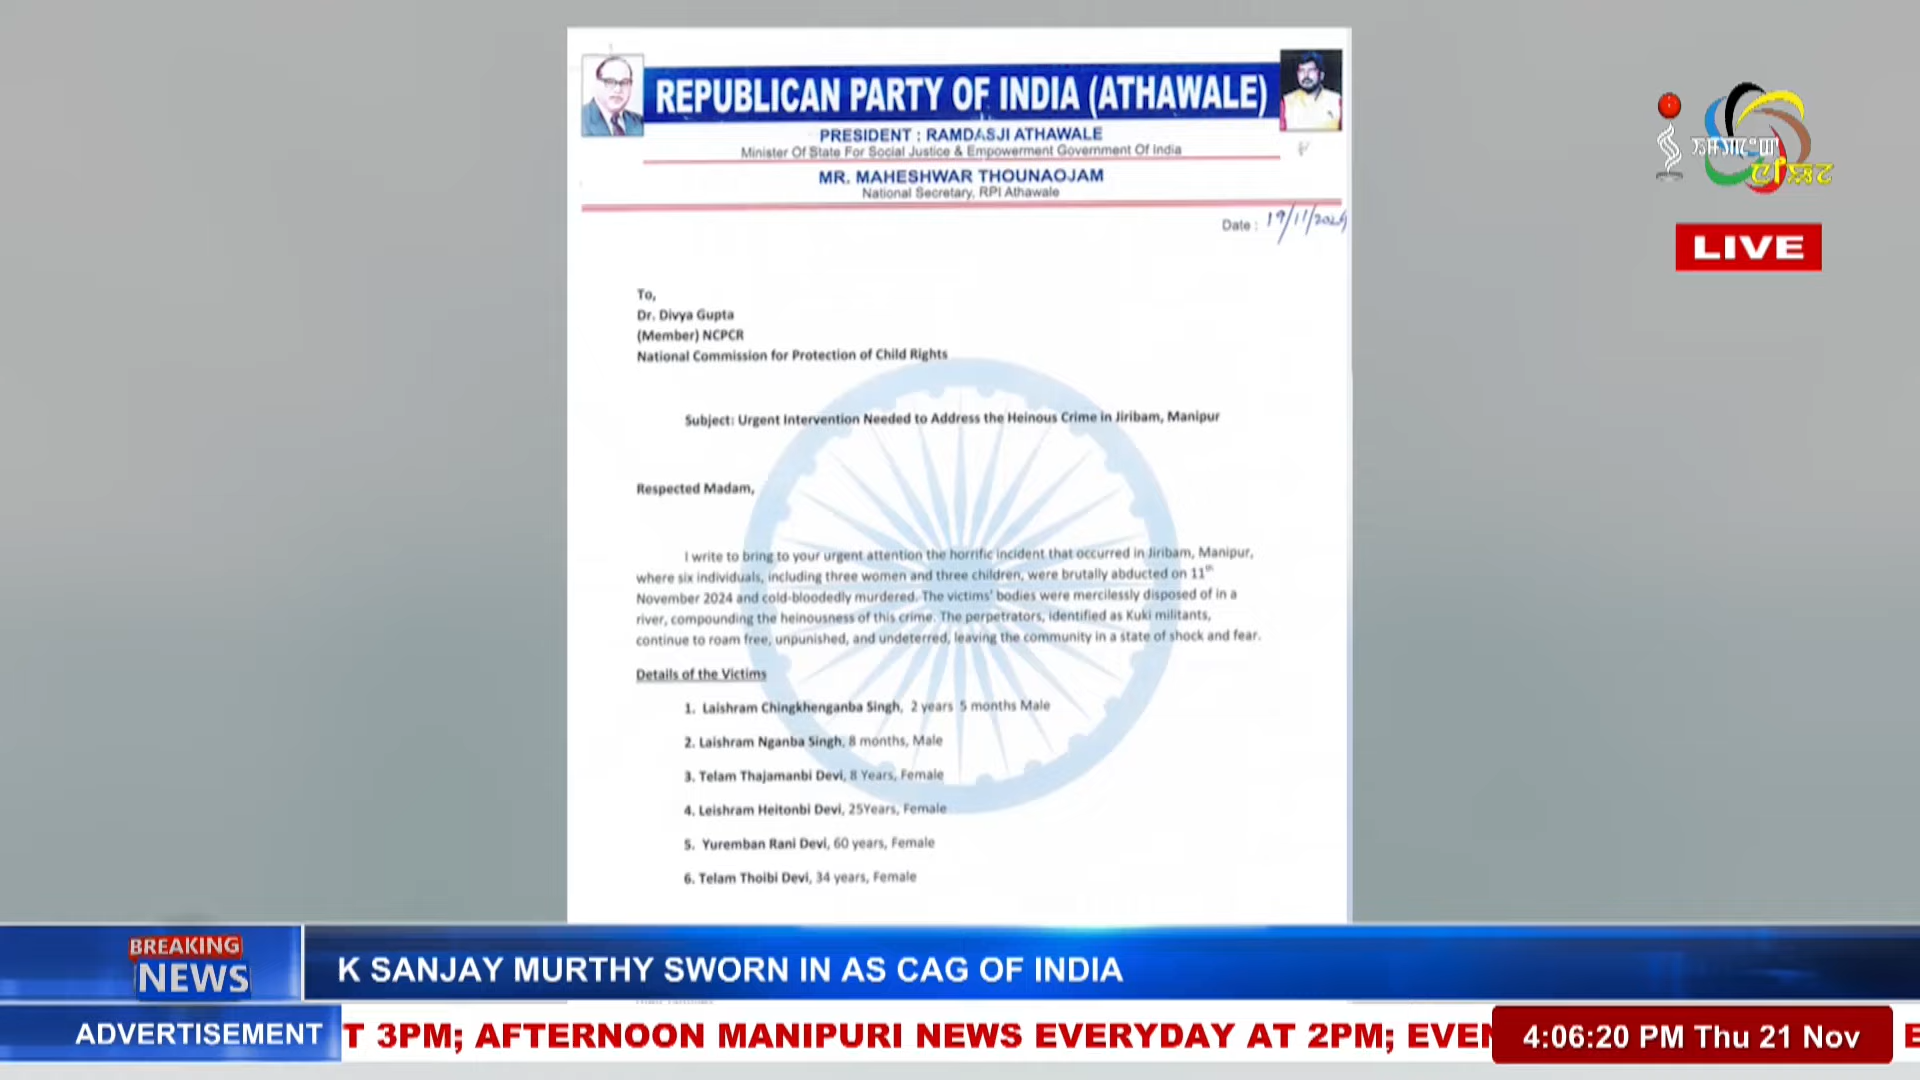 REPUBLICAN PARTY OF INDIA (ATHAWALE)
PRESIDENT : RAMDASJI ATHAWALE
Minister Of State For Social Justice & Empowerment Government Of India
MR. MAHESHWAR THOUNAOJAM
National Secretary, RPI Athawale
Date : 19/11/2024
LIVE
To,
Dr. Divya Gupta
(Member) NCPCR
National Commission for Protection of Child Rights
Subject: Urgent Intervention Needed to Address the Heinous Crime in Jiribam, Manipur
Respected Madam,
I write to bring to your urgent attention the horrific incident that occurred in Jiribam, Manipur,
where six individuals, including three women and three children, were brutally abducted on 11th
November 2024 and cold-bloodedly murdered. The victims' bodies were mercilessly disposed of in a
river, compounding the heinousness of this crime. The perpetrators, identified as Kuki militants,
continue to roam free, unpunished, and undeterred, leaving the community in a state of shock and fear.
Details of the Victims
1. Laishram Chingkhenganba Singh, 2 years 5 months Male
2. Laishram Nganba Singh, 8 months, Male
3. Telam Thajamanbi Devi, 8 Years, Female
4. Leishram Heitonbi Devi, 25Years, Female
5. Yuremban Rani Devi, 60 years, Female
6. Telam Thoibi Devi, 34 years, Female
BREAKING
NEWS
K SANJAY MURTHY SWORN IN AS CAG OF INDIA
ADVERTISEMENT
T 3PM; AFTERNOON MANIPURI NEWS EVERYDAY AT 2PM; EVEN
4:06:20 PM Thu 21 Nov